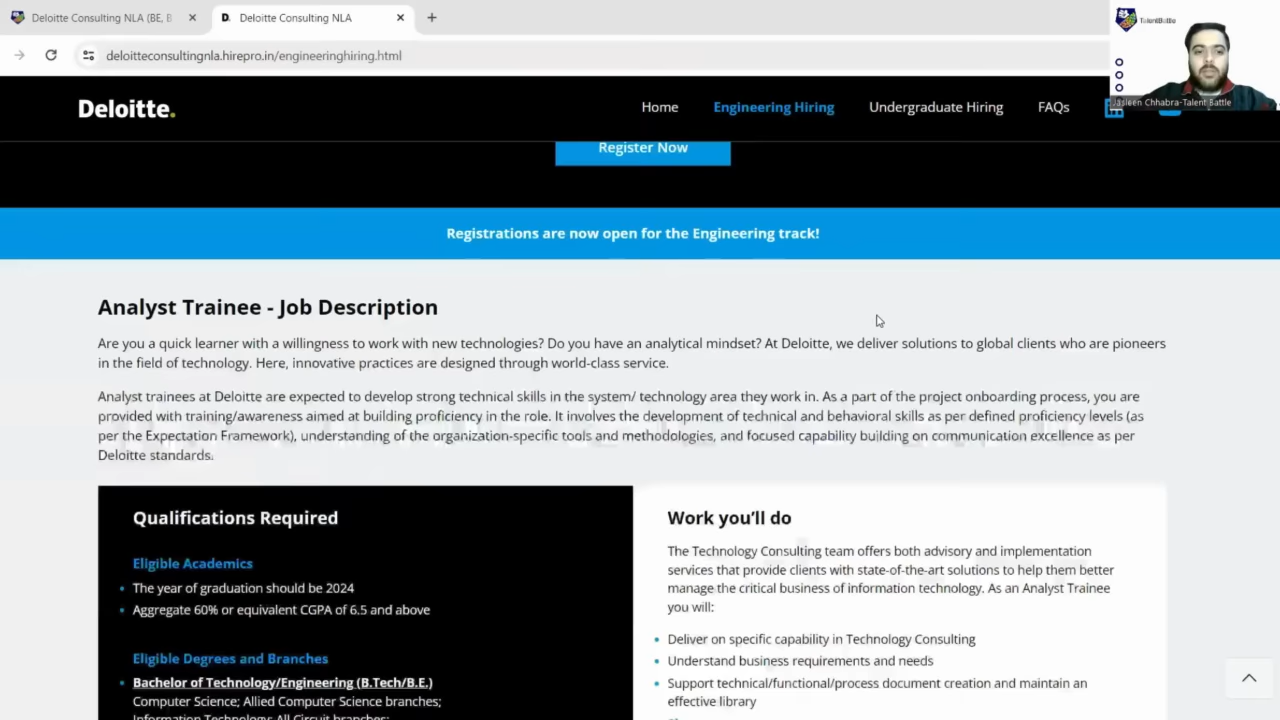 Deloitte Consulting NLA (BE, B
Deloitte Consulting NLA
deloitteconsultingnla.hirepro.in/engineeringhiring.html
TalentBattle
Jasleen Chhabra-Talent Battle
Deloitte.
Home
Engineering Hiring
Undergraduate Hiring
FAQs
Register Now
Registrations are now open for the Engineering track!
Analyst Trainee - Job Description
Are you a quick learner with a willingness to work with new technologies? Do you have an analytical mindset? At Deloitte, we deliver solutions to global clients who are pioneers
in the field of technology. Here, innovative practices are designed through world-class service.
Analyst trainees at Deloitte are expected to develop strong technical skills in the system/ technology area they work in. As a part of the project onboarding process, you are
provided with training/awareness aimed at building proficiency in the role. It involves the development of technical and behavioral skills as per defined proficiency levels (as
per the Expectation Framework), understanding of the organization-specific tools and methodologies, and focused capability building on communication excellence as per
Deloitte standards.
Qualifications Required
Eligible Academics
• The year of graduation should be 2024
• Aggregate 60% or equivalent CGPA of 6.5 and above
Eligible Degrees and Branches
• Bachelor of Technology/Engineering (B.Tech/B.E.)
Computer Science; Allied Computer Science branches;
Information Technology; All Circuit branches;
Work you'll do
The Technology Consulting team offers both advisory and implementation
services that provide clients with state-of-the-art solutions to help them better
manage the critical business of information technology. As an Analyst Trainee
you will:
• Deliver on specific capability in Technology Consulting
• Understand business requirements and needs
• Support technical/functional/process document creation and maintain an
effective library